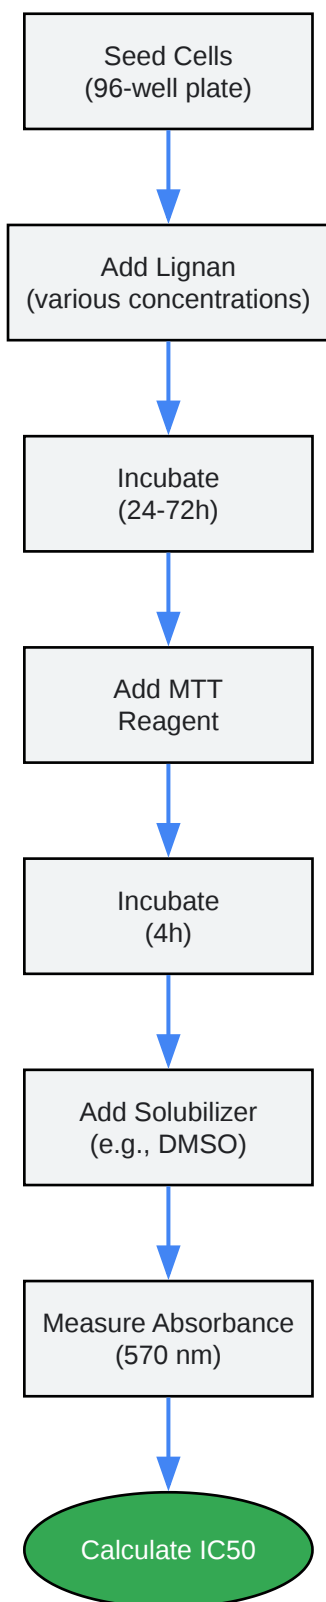 Seed Cells
(96-well plate)
Add Lignan
(various concentrations)
Incubate
(24-72h)
Add MTT
Reagent
Incubate
(4h)
Add Solubilizer
(e.g., DMSO)
Measure Absorbance
(570 nm)
Calculate IC50